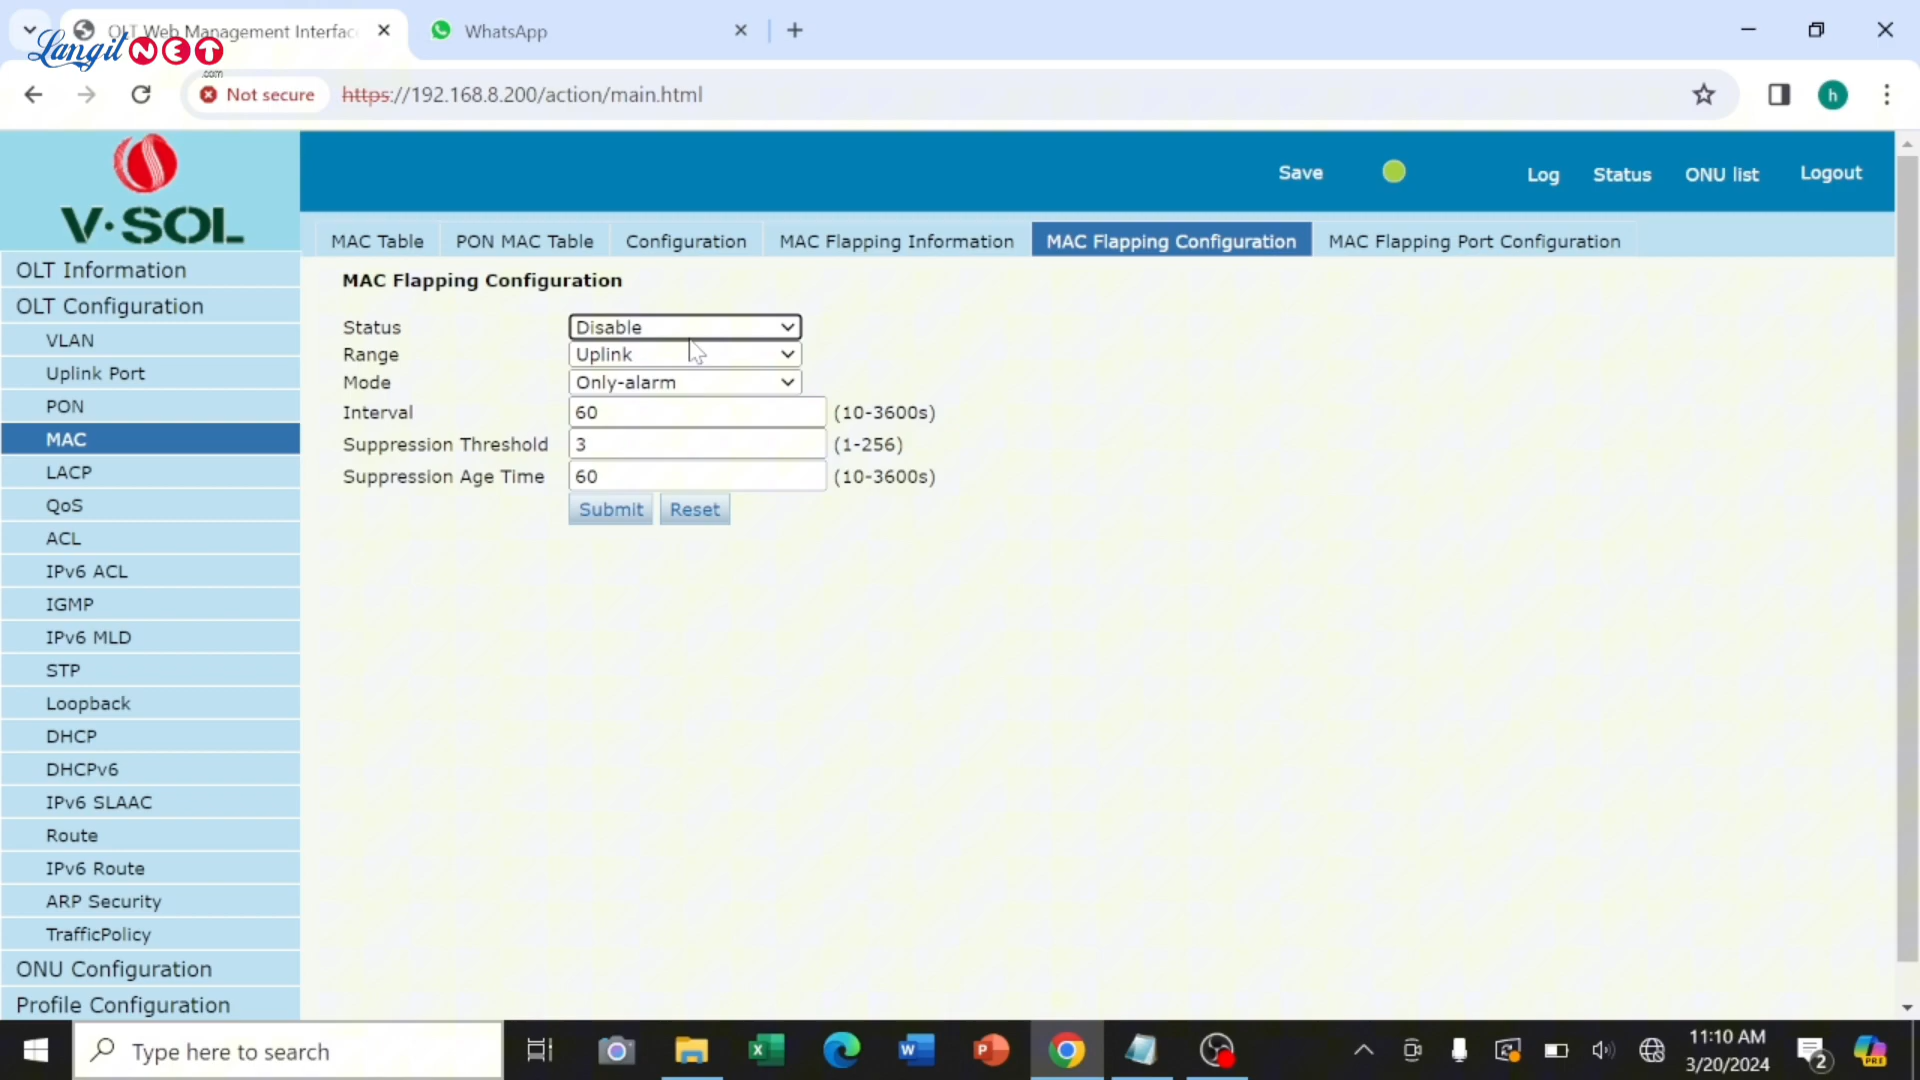 OLT Web Management Interfac
WhatsApp
LangitNET
.com
Not secure
https://192.168.8.200/action/main.html
h
V·SOL
Save
Log
Status
ONU list
Logout
MAC Table
PON MAC Table
Configuration
MAC Flapping Information
MAC Flapping Configuration
MAC Flapping Port Configuration
OLT Information
OLT Configuration
VLAN
Uplink Port
PON
MAC
LACP
QoS
ACL
IPv6 ACL
IGMP
IPv6 MLD
STP
Loopback
DHCP
DHCPv6
IPv6 SLAAC
Route
IPv6 Route
ARP Security
TrafficPolicy
ONU Configuration
Profile Configuration
MAC Flapping Configuration
Status Disable
Range Uplink
Mode Only-alarm
Interval 60 (10-3600s)
Suppression Threshold 3 (1-256)
Suppression Age Time 60 (10-3600s)
Submit Reset
Type here to search
11:10 AM
3/20/2024
2
PRE